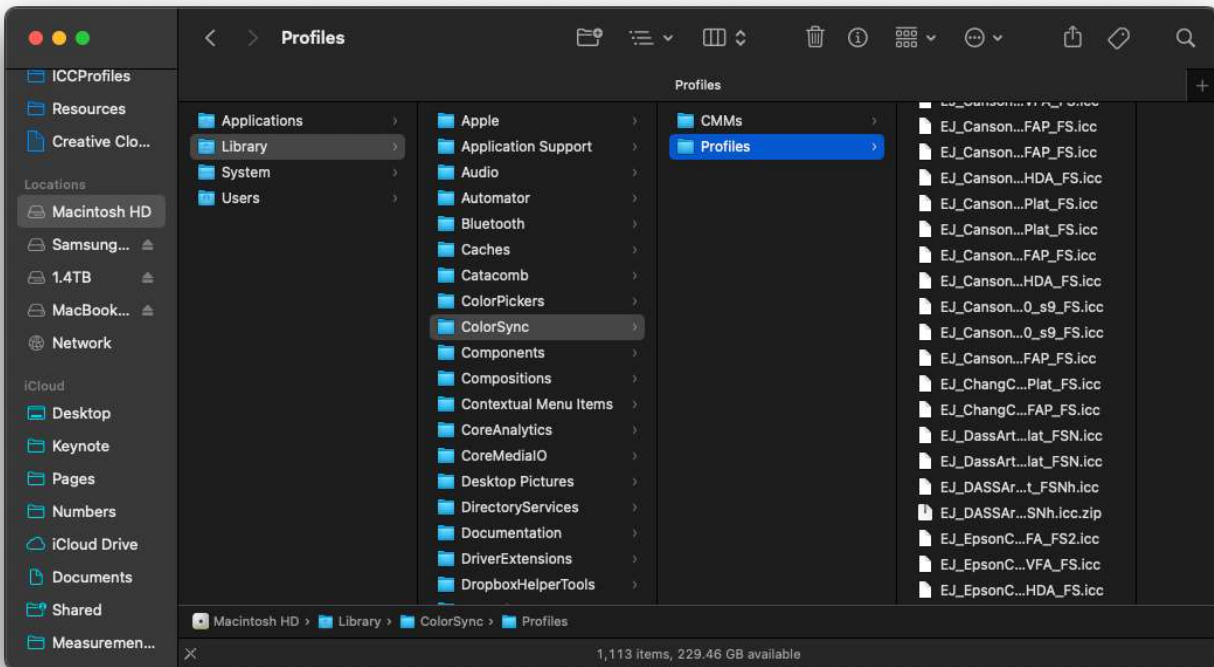 Profiles
Profiles
ICCProfiles
Resources
Creative Clo...
Locations
Macintosh HD
Samsung...
1.4TB
MacBook...
Network
iCloud
Desktop
Keynote
Pages
Numbers
iCloud Drive
Documents
Shared
Measuremen...
Applications
Library
System
Users
Apple
Application Support
Audio
Automator
Bluetooth
Caches
Catacomb
ColorPickers
ColorSync
Components
Compositions
Contextual Menu Items
CoreAnalytics
CoreMediaIO
Desktop Pictures
DirectoryServices
Documentation
DriverExtensions
DropboxHelperTools
CMMs
Profiles
EJ_Canson...VFA_FS.icc
EJ_Canson...FAP_FS.icc
EJ_Canson...FAP_FS.icc
EJ_Canson...HDA_FS.icc
EJ_Canson...Plat_FS.icc
EJ_Canson...Plat_FS.icc
EJ_Canson...FAP_FS.icc
EJ_Canson...HDA_FS.icc
EJ_Canson...0_s9_FS.icc
EJ_Canson...0_s9_FS.icc
EJ_Canson...FAP_FS.icc
EJ_ChangC...Plat_FS.icc
EJ_ChangC...FAP_FS.icc
EJ_DassArt...lat_FSN.icc
EJ_DassArt...lat_FSN.icc
EJ_DASSAr...t_FSNh.icc
EJ_DASSAr...SNh.icc.zip
EJ_EpsonC...FA_FS2.icc
EJ_EpsonC...VFA_FS.icc
EJ_EpsonC...HDA_FS.icc
Macintosh HD › Library › ColorSync › Profiles
1,113 items, 229.46 GB available